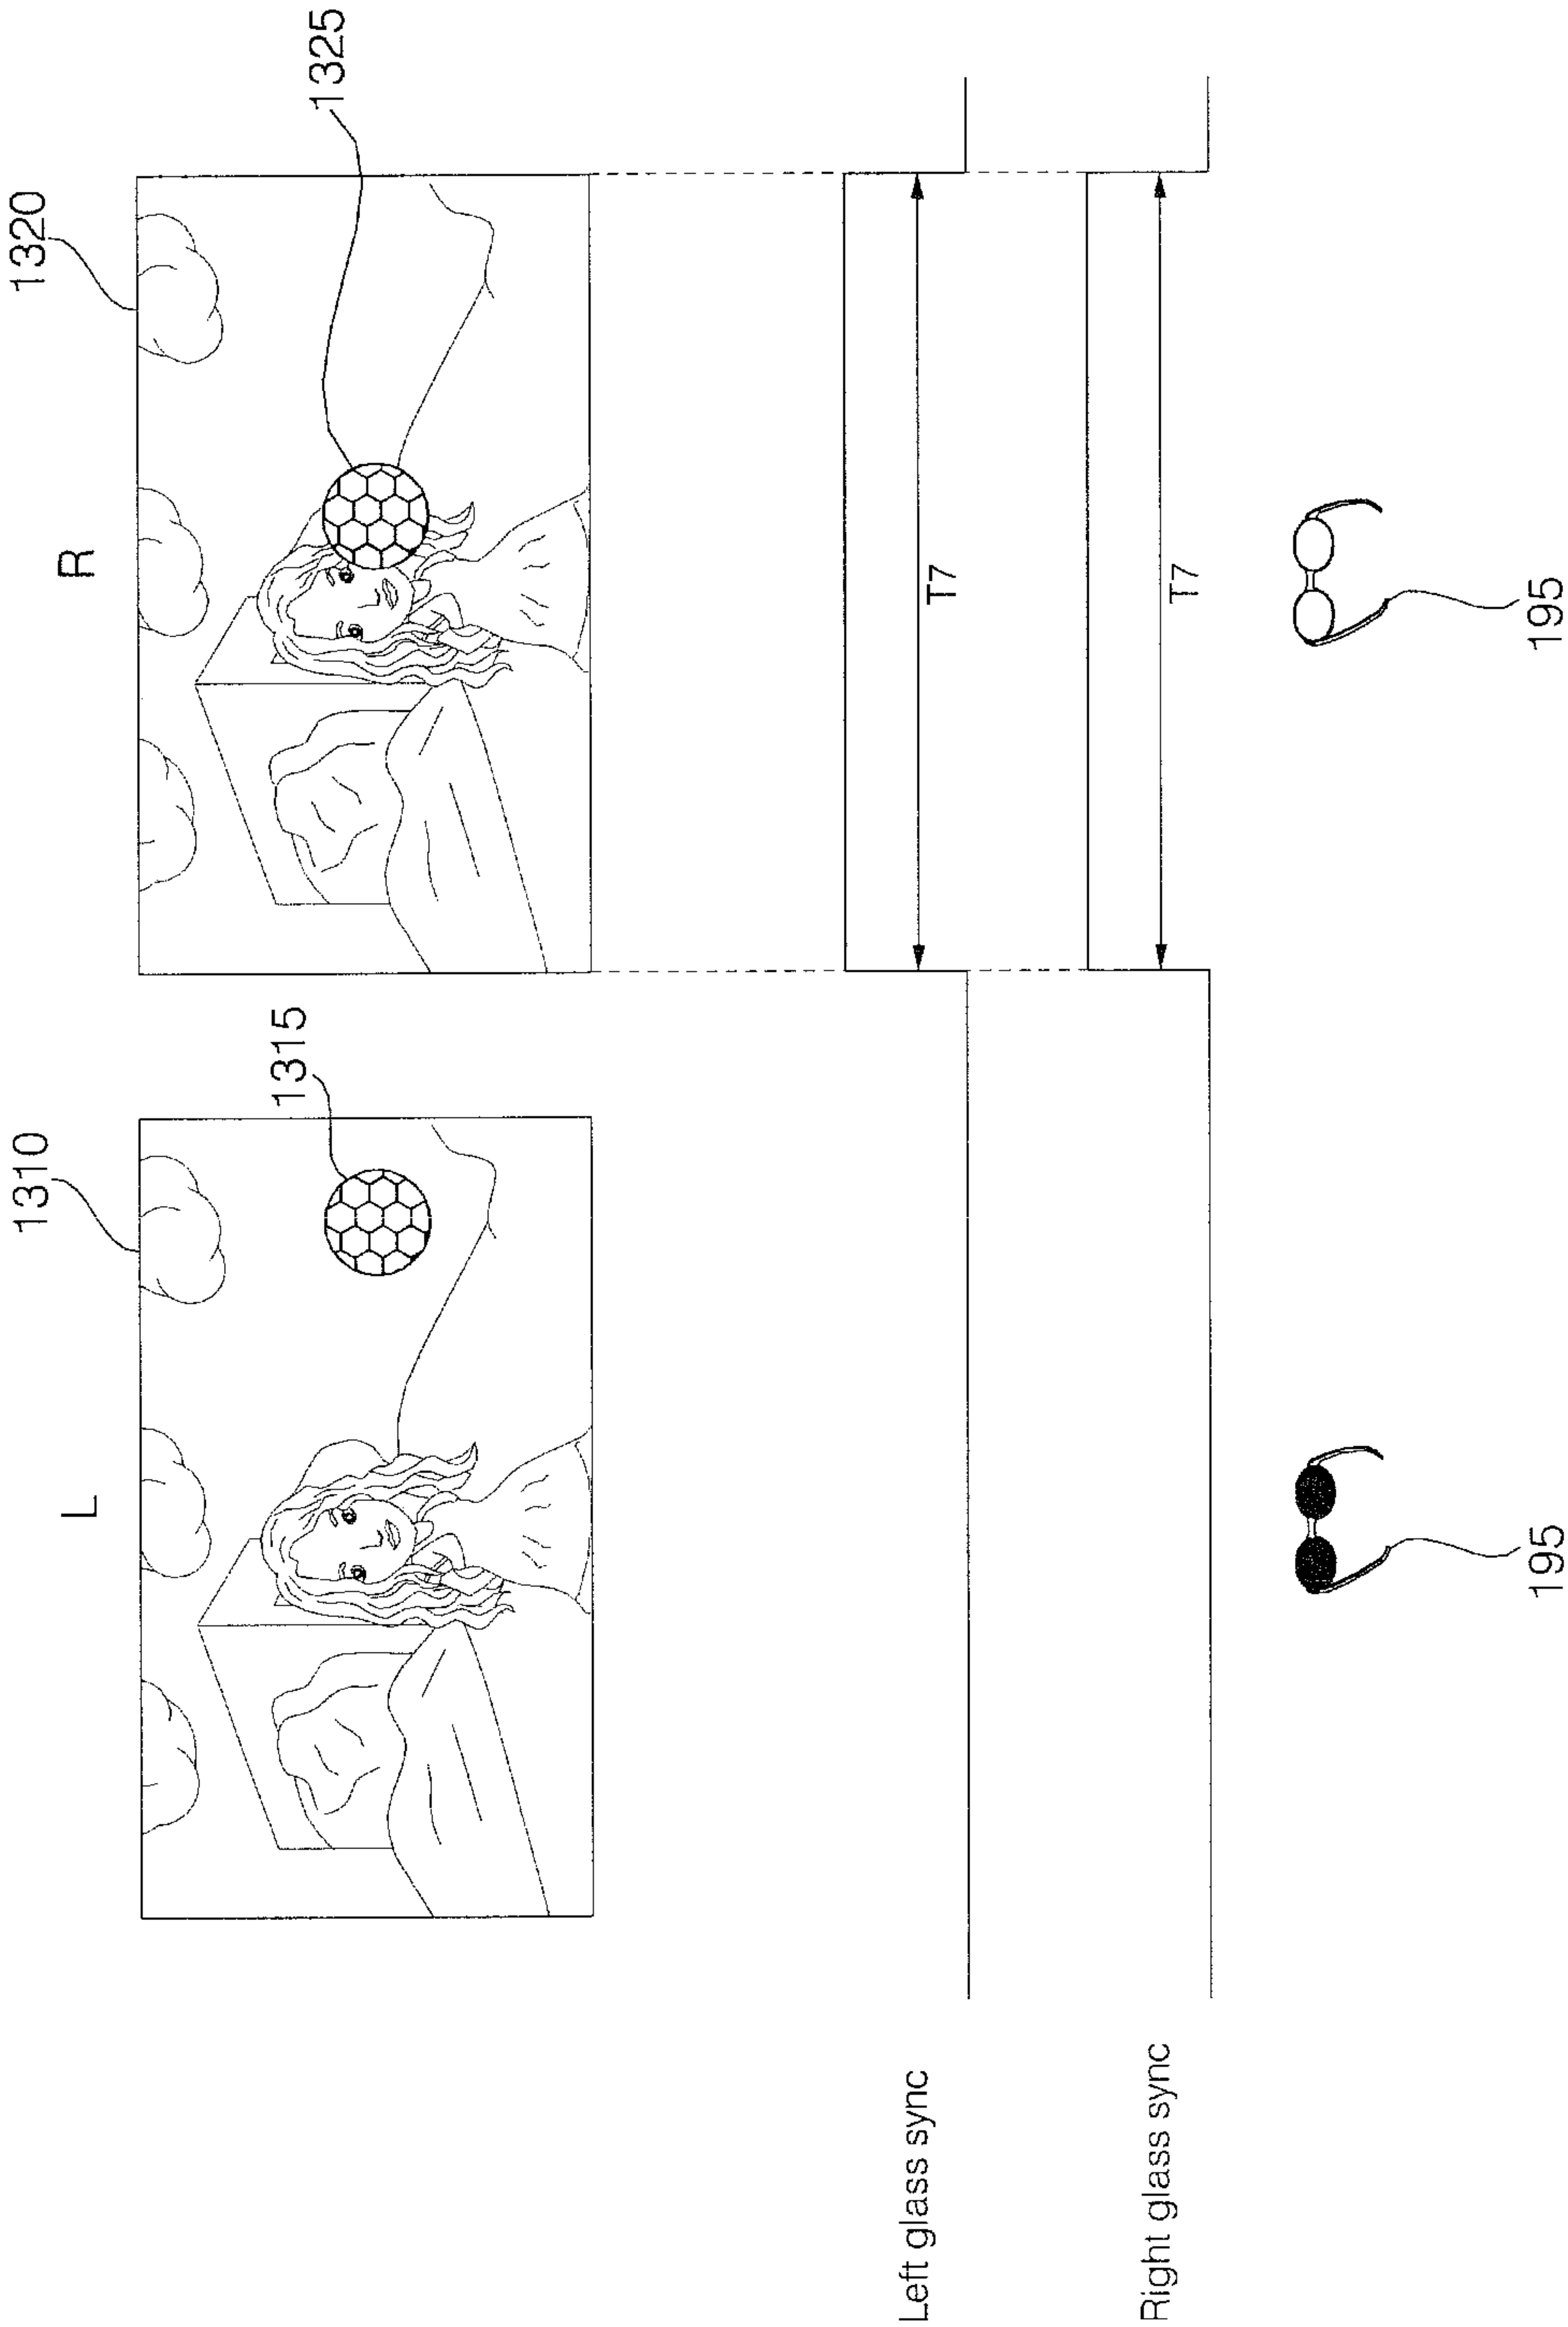 L
R
1310
1320
1315
1325
Left glass sync
T7
Right glass sync
T7
195
195